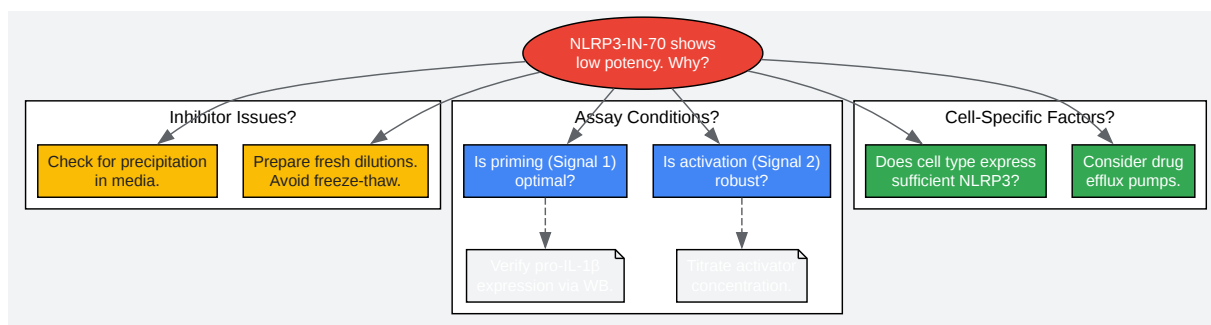 NLRP3-IN-70 shows
low potency. Why?
Inhibitor Issues?
Assay Conditions?
Cell-Specific Factors?
Check for precipitation
in media.
Prepare fresh dilutions.
Avoid freeze-thaw.
Is priming (Signal 1)
optimal?
Is activation (Signal 2)
robust?
Does cell type express
sufficient NLRP3?
Consider drug
efflux pumps.
Verify pro-IL-1β
expression via WB.
Titrate activator
concentration.